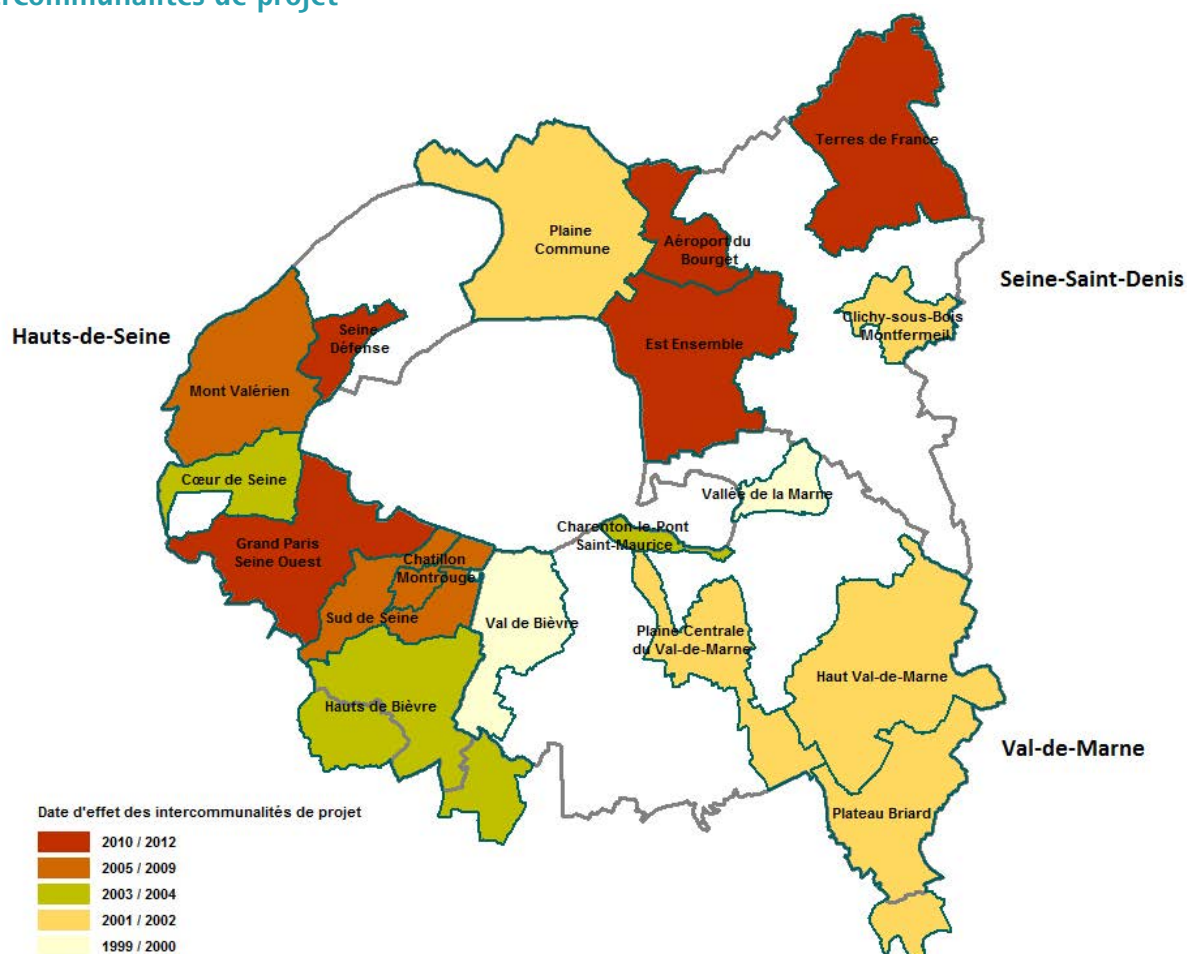 intercommunalités de projet
Terres de France
Plaine
Commune
Aéroport du
Bourget
Seine-Saint-Denis
Clichy-sous-Bois
Montfermeil
Hauts-de-Seine
Seine
Défense
Est Ensemble
Mont Valérien
Cœur de Seine
Vallée de la Marne
Charenton-le-Pont
Saint-Maurice
Grand Paris
Seine Ouest
Chatillon
Montrouge
Sud de Seine
Val de Bièvre
Plaine Centrale
du Val-de-Marne
Haut Val-de-Marne
Hauts de Bièvre
Val-de-Marne
Plateau Briard
Date d'effet des intercommunalités de projet
2010 / 2012
2005 / 2009
2003 / 2004
2001 / 2002
1999 / 2000